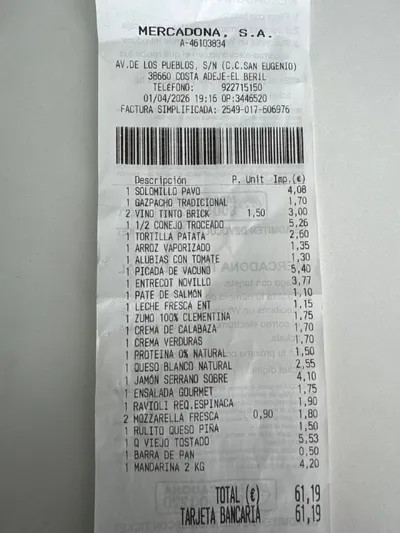 MERCADONA, S.A.
A-46103834
AV.DE LOS PUEBLOS, S/N (C.C.SAN EUGENIO)
38660 COSTA ADEJE-EL BERIL
TELEFONO: 922715150
01/04/2026 19:16 OP:3446520
FACTURA SIMPLIFICADA: 2549-017-606976
Descripción P. Unit Imp.(€)
1 SOLOMILLO PAVO 4,08
1 GAZPACHO TRADICIONAL 1,70
2 VINO TINTO BRICK 1,50 3,00
1 1/2 CONEJO TROCEADO 5,26
1 TORTILLA PATATA 2,60
1 ARROZ VAPORIZADO 1,35
1 ALUBIAS CON TOMATE 1,30
1 PICADA DE VACUNO 5,40
1 ENTRECOT NOVILLO 3,77
1 PATE DE SALMÓN 1,10
1 LECHE FRESCA ENT 1,15
1 ZUMO 100% CLEMENTINA 1,75
1 CREMA DE CALABAZA 1,70
1 CREMA VERDURAS 1,70
1 PROTEINA 0% NATURAL 1,50
1 QUESO BLANCO NATURAL 2,55
1 JAMÓN SERRANO SOBRE 4,10
1 ENSALADA GOURMET 1,75
1 RAVIOLI REQ.ESPINACA 1,90
2 MOZZARELLA FRESCA 0,90 1,80
1 RULITO QUESO PIÑA 1,50
1 Q VIEJO TOSTADO 5,53
1 BARRA DE PAN 0,50
1 MANDARINA 2 KG 4,20
TOTAL (€) 61,19
TARJETA BANCARIA 61,19